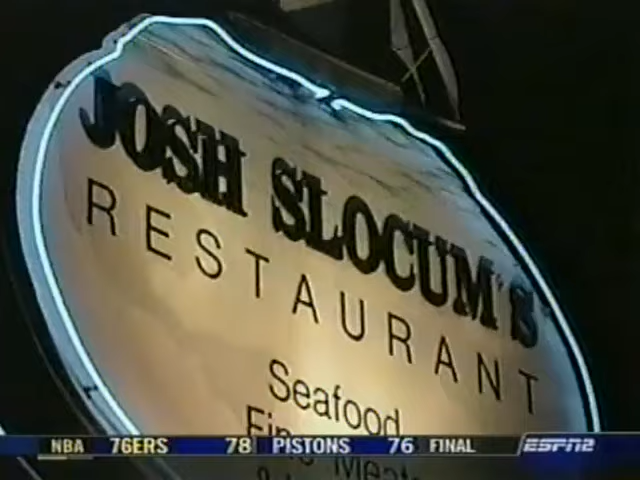 JOSH SLOCUM'S
RESTAURANT
Seafood
NBA 76ERS 78 PISTONS 76 FINAL ESPN2